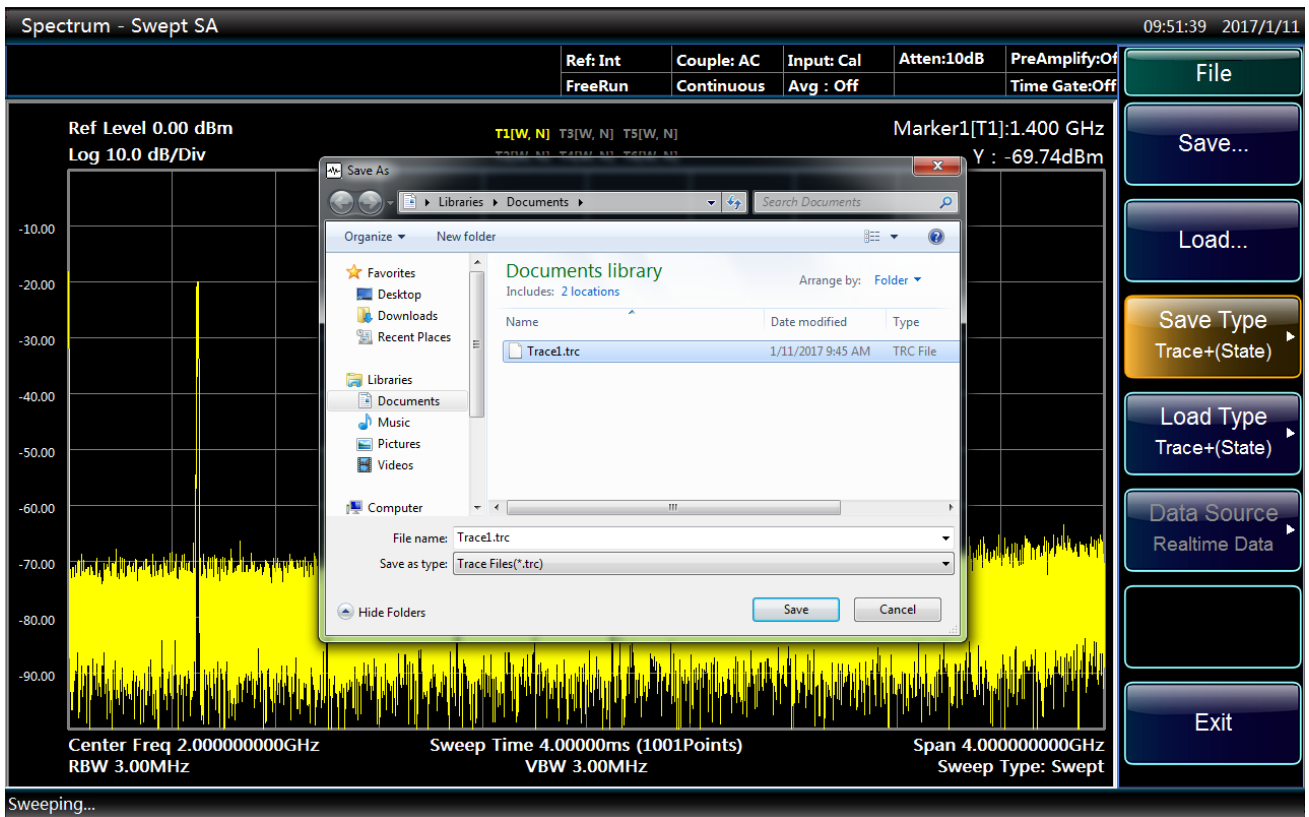 Spectrum - Swept SA
09:51:39 2017/1/11
Ref: Int
Couple: AC
Input: Cal
Atten:10dB
PreAmplify:Of
FreeRun
Continuous
Avg : Off
Time Gate:Off
Ref Level 0.00 dBm
Log 10.0 dB/Div
T1[W, N] T3[W, N] T5[W, N]
Marker1[T1]:1.400 GHz
Y : -69.74dBm
-10.00
-20.00
-30.00
-40.00
-50.00
-60.00
-70.00
-80.00
-90.00
Save As
Libraries
Documents
Search Documents
Organize
New folder
Favorites
Desktop
Downloads
Recent Places
Libraries
Documents
Music
Pictures
Videos
Computer
Documents library
Includes: 2 locations
Arrange by: Folder
Name
Date modified
Type
Trace1.trc
1/11/2017 9:45 AM
TRC File
File name: Trace1.trc
Save as type: Trace Files(*.trc)
Hide Folders
Save
Cancel
Center Freq 2.000000000GHz
Sweep Time 4.00000ms (1001Points)
Span 4.000000000GHz
RBW 3.00MHz
VBW 3.00MHz
Sweep Type: Swept
Sweeping...
File
Save...
Load...
Save Type
Trace+(State)
Load Type
Trace+(State)
Data Source
Realtime Data
Exit